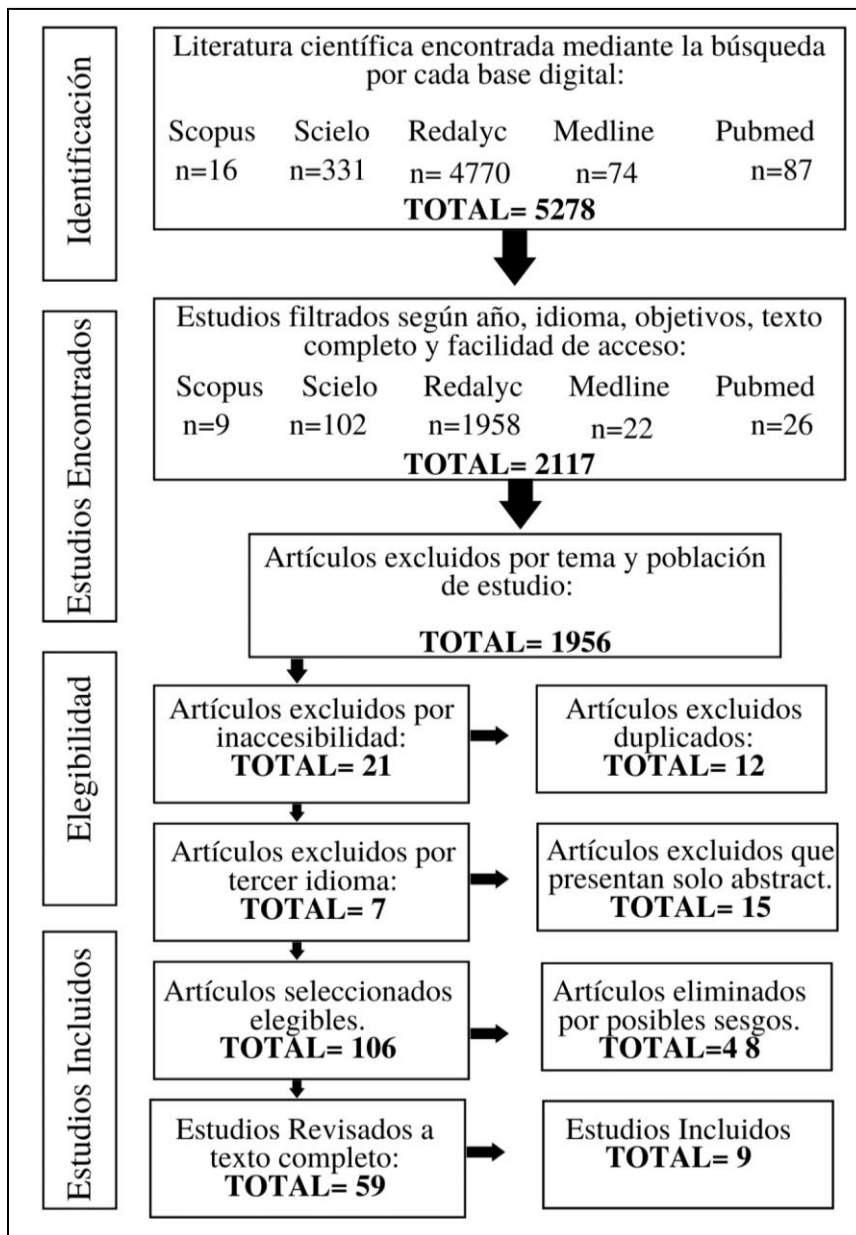 Identificación
Literatura científica encontrada mediante la búsqueda
por cada base digital:
Scopus Scielo Redalyc Medline Pubmed
n=16 n=331 n= 4770 n=74 n=87
TOTAL= 5278
Estudios Encontrados
Estudios filtrados según año, idioma, objetivos, texto
completo y facilidad de acceso:
Scopus Scielo Redalyc Medline Pubmed
n=9 n=102 n=1958 n=22 n=26
TOTAL= 2117
Artículos excluidos por tema y población
de estudio:
TOTAL= 1956
Elegibilidad
Artículos excluidos por
inaccesibilidad:
TOTAL= 21
Artículos excluidos
duplicados:
TOTAL= 12
Artículos excluidos por
tercer idioma:
TOTAL= 7
Artículos excluidos que
presentan solo abstract.
TOTAL= 15
Estudios Incluidos
Artículos seleccionados
elegibles.
TOTAL= 106
Artículos eliminados
por posibles sesgos.
TOTAL=4 8
Estudios Revisados a
texto completo:
TOTAL= 59
Estudios Incluidos
TOTAL= 9